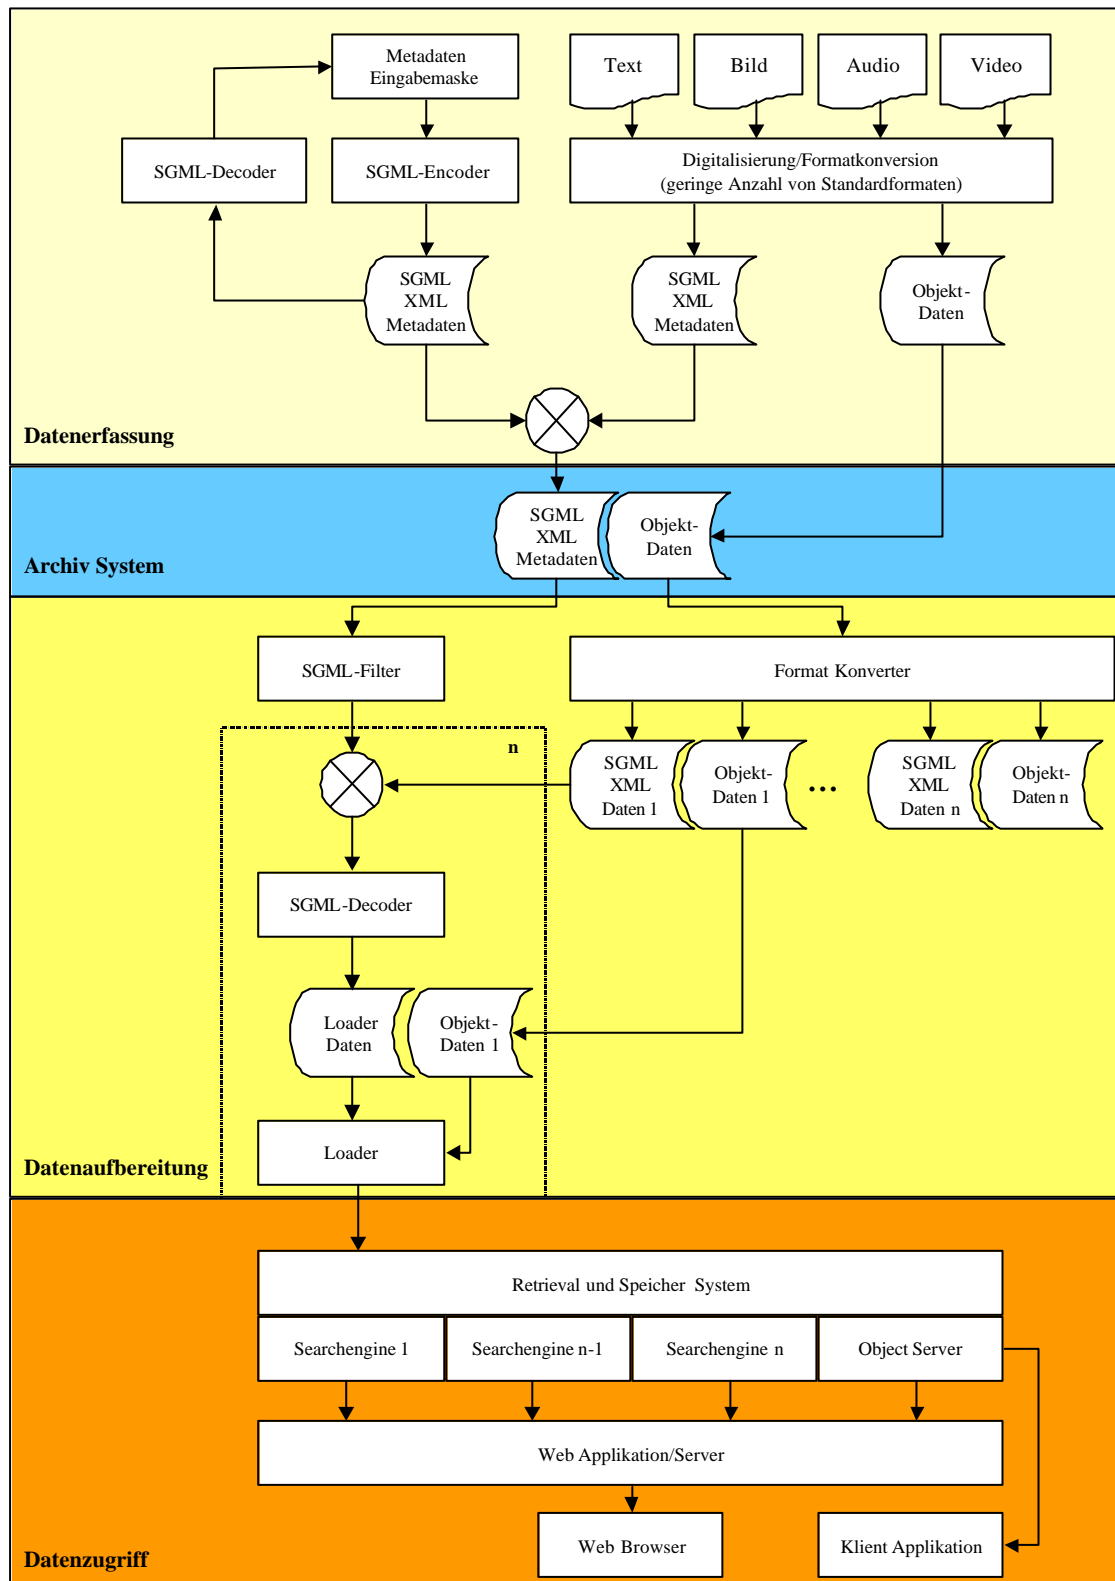 Metadaten
Eingabemaske
Text
Bild
Audio
Video
SGML-Decoder
SGML-Encoder
Digitalisierung/Formatkonversion
(geringe Anzahl von Standardformaten)
SGML
XML
Metadaten
SGML
XML
Metadaten
Objekt-
Daten
Datenerfassung
SGML
XML
Metadaten
Objekt-
Daten
Archiv System
SGML-Filter
Format Konverter
n
SGML
XML
Daten 1
Objekt-
Daten 1
...
SGML
XML
Daten n
Objekt-
Daten n
SGML-Decoder
Loader
Daten
Objekt-
Daten 1
Loader
Datenaufbereitung
Retrieval und Speicher System
Searchengine 1
Searchengine n-1
Searchengine n
Object Server
Web Applikation/Server
Web Browser
Klient Applikation
Datenzugriff